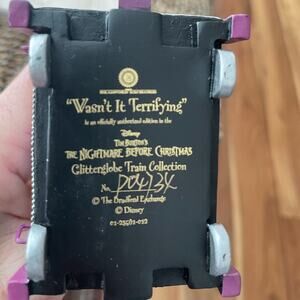 "Wasn't It Terrifying"
is an officially authorized edition in the
Disney
Tim Burton's
THE NIGHTMARE BEFORE CHRISTMAS
Glitterglobe Train Collection
No.
© The Bradford Exchange
© Disney